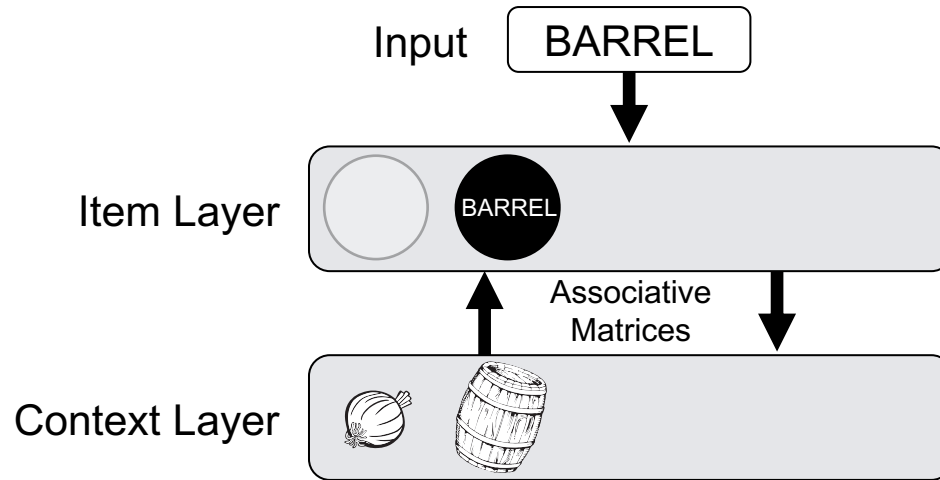 Input
BARREL
Item Layer
BARREL
Associative
Matrices
Context Layer